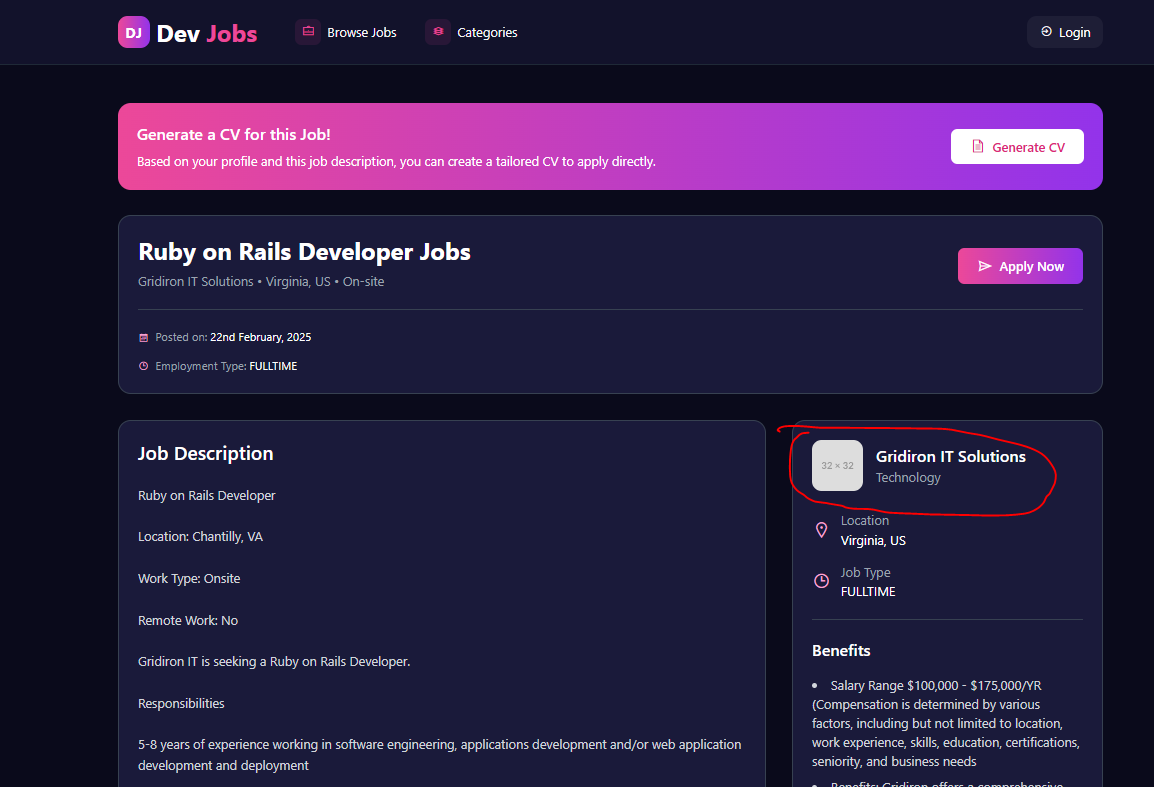 DJ Dev Jobs Browse Jobs Categories Login
Generate a CV for this Job!
Based on your profile and this job description, you can create a tailored CV to apply directly.
Generate CV
Ruby on Rails Developer Jobs
Gridiron IT Solutions • Virginia, US • On-site
Apply Now
Posted on: 22nd February, 2025
Employment Type: FULLTIME
Job Description
Ruby on Rails Developer
Location: Chantilly, VA
Work Type: Onsite
Remote Work: No
Gridiron IT is seeking a Ruby on Rails Developer.
Responsibilities
5-8 years of experience working in software engineering, applications development and/or web application
development and deployment
32 × 32
Gridiron IT Solutions
Technology
Location
Virginia, US
Job Type
FULLTIME
Benefits
• Salary Range $100,000 - $175,000/YR
(Compensation is determined by various
factors, including but not limited to location,
work experience, skills, education, certifications,
seniority, and business needs
• Benefits: Gridiron offers a comprehensive